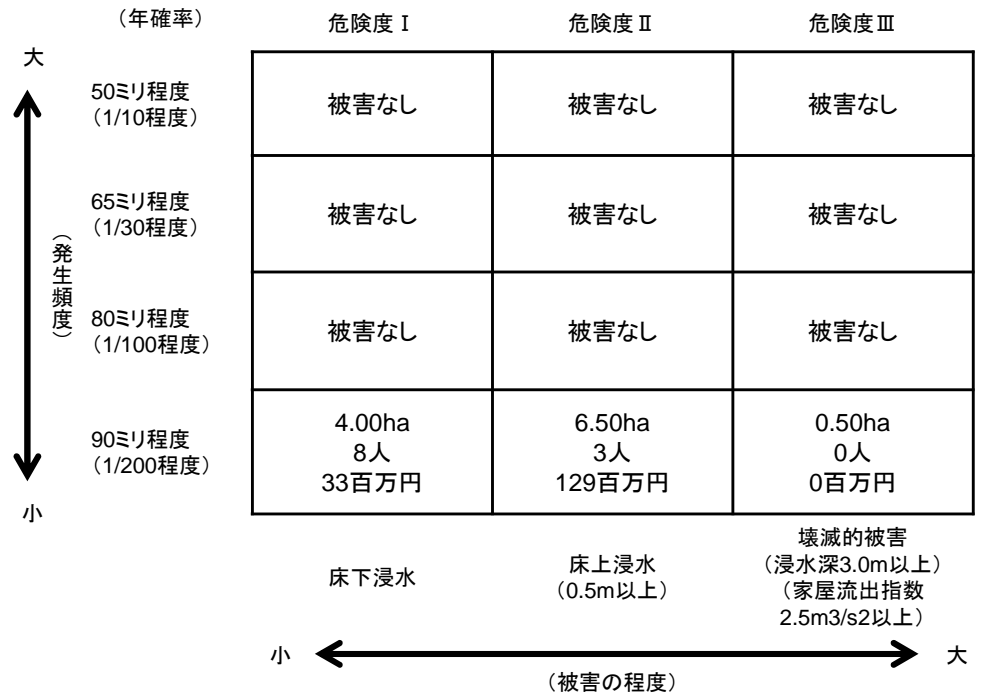 （年確率）
危険度Ⅰ
危険度Ⅱ
危険度Ⅲ
大
50ミリ程度
（1/10程度）
被害なし
被害なし
被害なし
65ミリ程度
（1/30程度）
被害なし
被害なし
被害なし
（発生頻度）
80ミリ程度
（1/100程度）
被害なし
被害なし
被害なし
90ミリ程度
（1/200程度）
4.00ha
8人
33百万円
6.50ha
3人
129百万円
0.50ha
0人
0百万円
小
床下浸水
床上浸水
（0.5m以上）
壊滅的被害
（浸水深3.0m以上）
（家屋流出指数
2.5m3/s2以上）
小
大
（被害の程度）